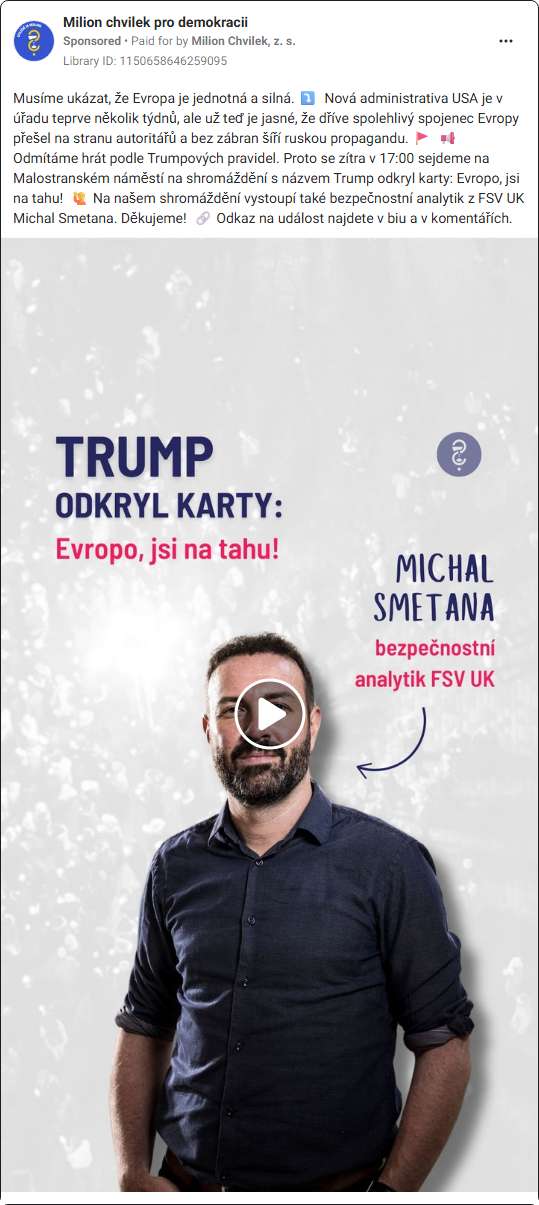 Milion chvilek pro demokracii
Sponsored • Paid for by Milion Chvilek, z. s.
Library ID: 1150658646259095
Musíme ukázat, že Evropa je jednotná a silná. ⤵️ Nová administrativa USA je v
úřadu teprve několik týdnů, ale už teď je jasné, že dříve spolehlivý spojenec Evropy
přešel na stranu autoritářů a bez zábran šíří ruskou propagandu. 🚩 📢
Odmítáme hrát podle Trumpových pravidel. Proto se zítra v 17:00 sejdeme na
Malostranském náměstí na shromáždění s názvem Trump odkryl karty: Evropo, jsi
na tahu! 👋 Na našem shromáždění vystoupí také bezpečnostní analytik z FSV UK
Michal Smetana. Děkujeme! 🔗 Odkaz na událost najdete v biu a v komentářích.
TRUMP
ODKRYL KARTY:
Evropo, jsi na tahu!
MICHAL
SMETANA
bezpečnostní
analytik FSV UK